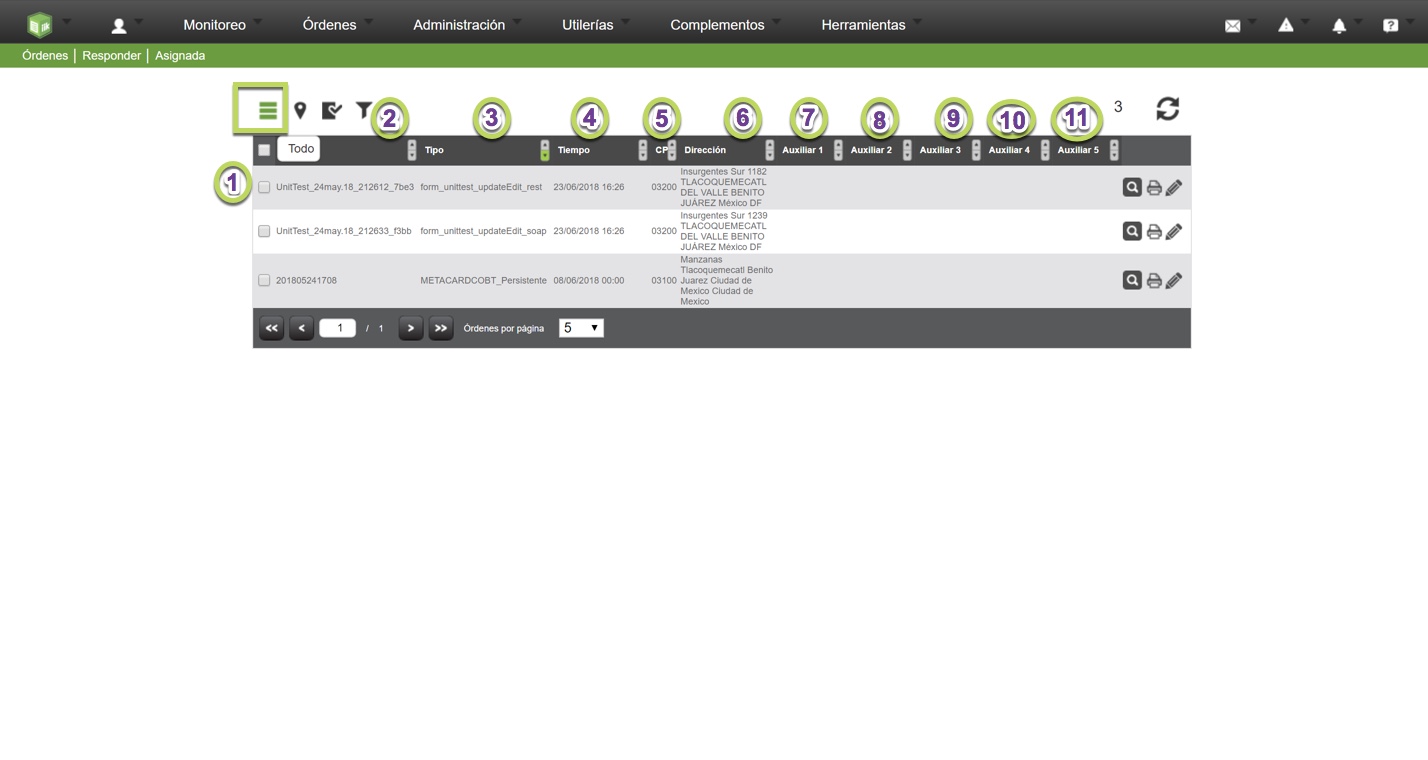 Monitoreo Órdenes Administración Utilerías Complementos Herramientas
Órdenes | Responder | Asignada
2 3 4 5 6 7 8 9 10 11 3
Todo Tipo Tiempo CP Dirección Auxiliar 1 Auxiliar 2 Auxiliar 3 Auxiliar 4 Auxiliar 5
1
UnitTest_24may.18_212612_7be3 form_unittest_updateEdit_rest 23/06/2018 16:26 03200
Insurgentes Sur 1182
TLACOQUEMECATL
DEL VALLE BENITO
JUÁREZ México DF
UnitTest_24may.18_212633_f3bb form_unittest_updateEdit_soap 23/06/2018 16:26 03200
Insurgentes Sur 1239
TLACOQUEMECATL
DEL VALLE BENITO
JUÁREZ México DF
201805241708 METACARDCOBT_Persistente 08/06/2018 00:00 03100
Manzanas
Tlacoquemecatl Benito
Juarez Ciudad de
Mexico Ciudad de
Mexico
<< < 1 / 1 > >> Órdenes por página 5